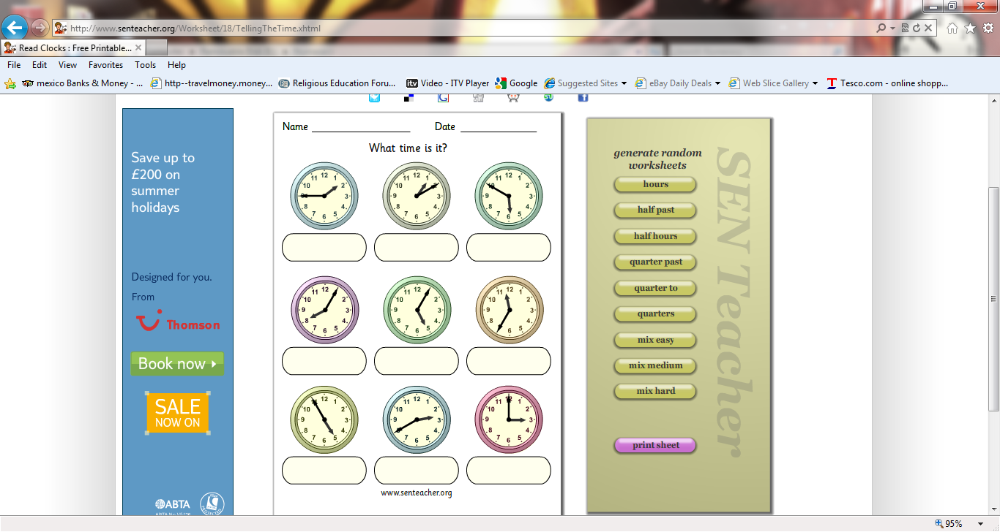 http://www.senteacher.org/Worksheet/18/TellingTheTime.xhtml
Read Clocks : Free Printable...
File Edit View Favorites Tools Help
mexico Banks & Money - ... http--travelmoney.money... Religious Education Foru... itv Video - ITV Player Google Suggested Sites eBay Daily Deals Web Slice Gallery Tesco.com - online shopp...
Save up to
£200 on
summer
holidays
Designed for you.
From
Thomson
Book now
SALE
NOW ON
ABTA
Name Date
What time is it?
12 1 2 3 4 5 6 7 8 9 10 11
12 1 2 3 4 5 6 7 8 9 10 11
12 1 2 3 4 5 6 7 8 9 10 11
12 1 2 3 4 5 6 7 8 9 10 11
12 1 2 3 4 5 6 7 8 9 10 11
12 1 2 3 4 5 6 7 8 9 10 11
12 1 2 3 4 5 6 7 8 9 10 11
12 1 2 3 4 5 6 7 8 9 10 11
12 1 2 3 4 5 6 7 8 9 10 11
www.senteacher.org
generate random
worksheets
hours
half past
half hours
quarter past
quarter to
quarters
mix easy
mix medium
mix hard
print sheet
SEN Teacher
95%